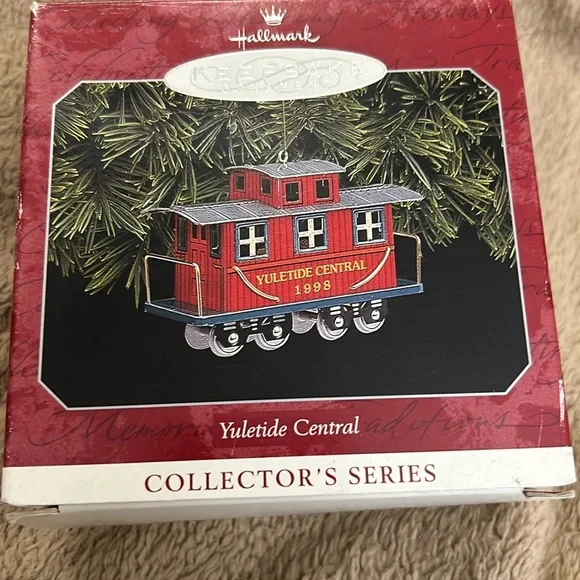 Hallmark
KEEPSAKE
YULETIDE CENTRAL
1998
Yuletide Central
COLLECTOR'S SERIES